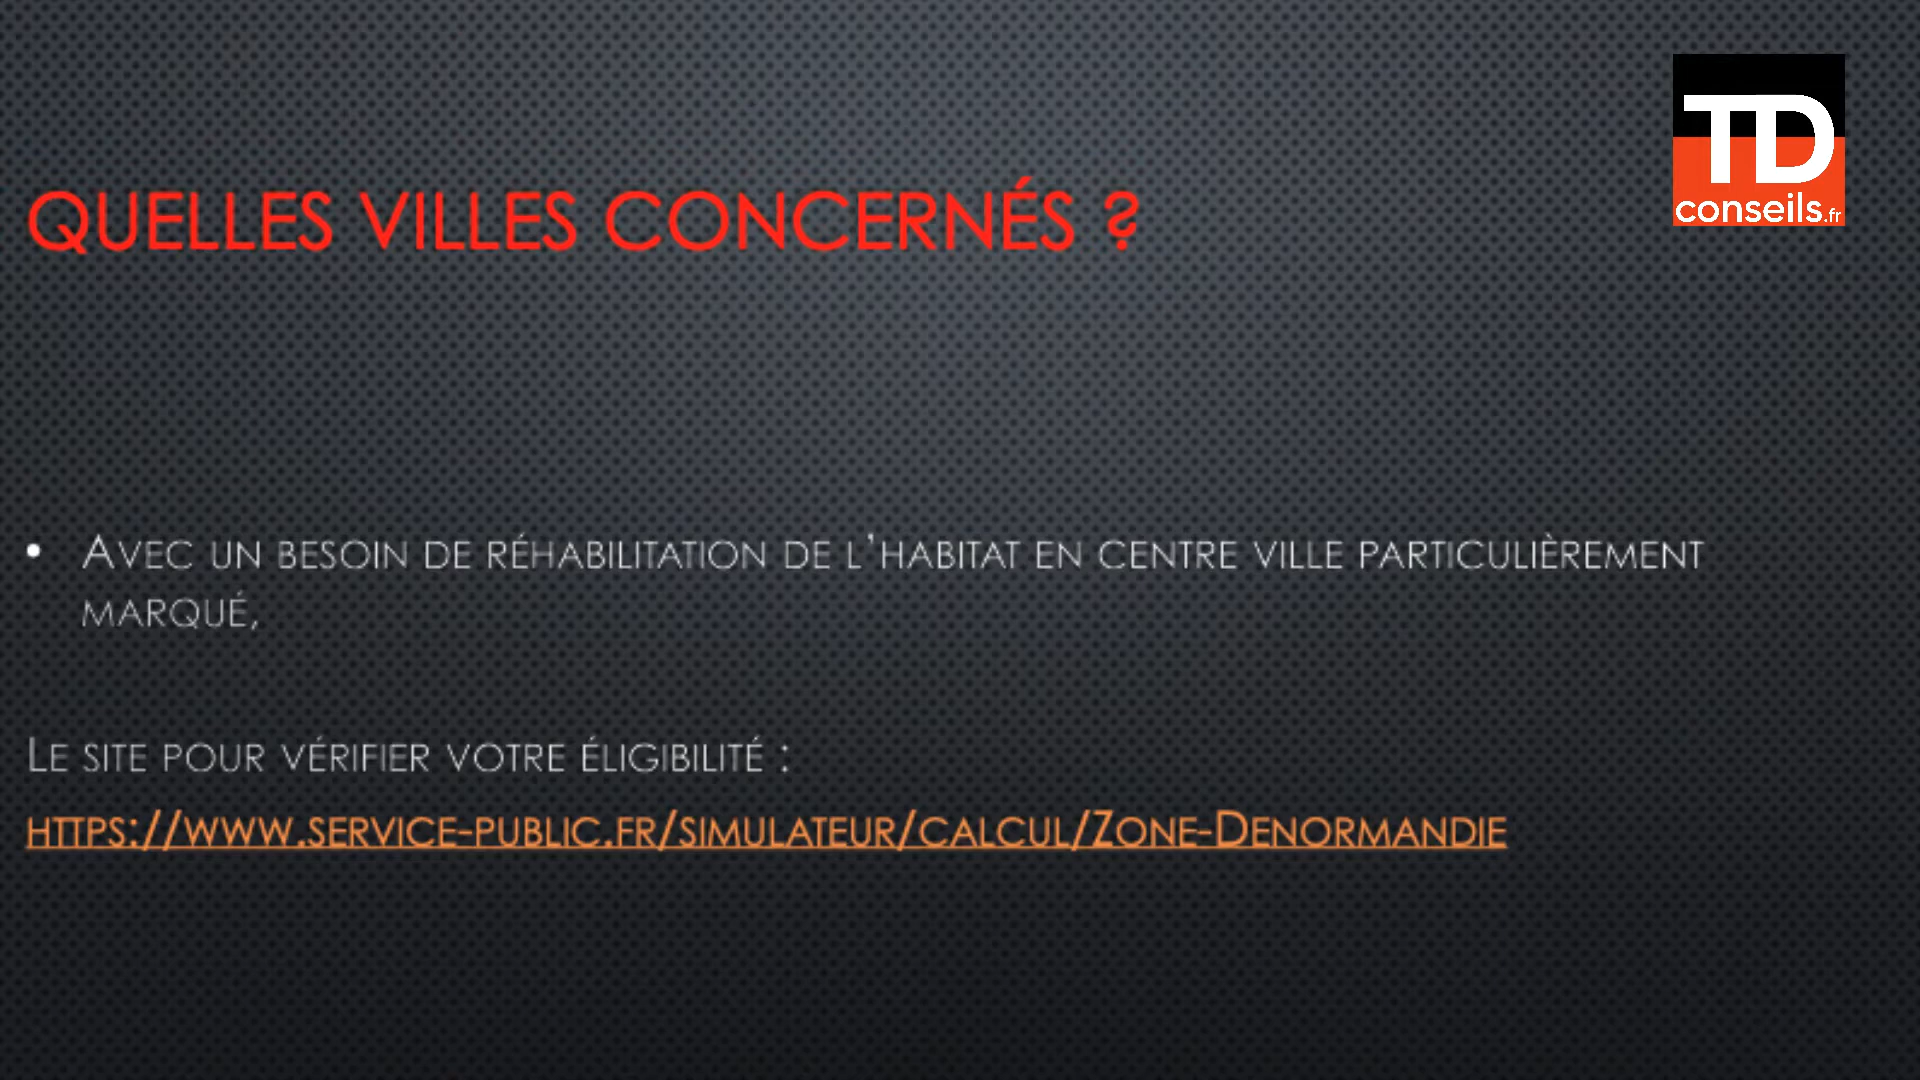 TD
conseils.fr
QUELLES VILLES CONCERNÉS ?
• AVEC UN BESOIN DE RÉHABILITATION DE L'HABITAT EN CENTRE VILLE PARTICULIÈREMENT
MARQUÉ,
LE SITE POUR VÉRIFIER VOTRE ÉLIGIBILITÉ :
HTTPS://WWW.SERVICE-PUBLIC.FR/SIMULATEUR/CALCUL/ZONE-DENORMANDIE